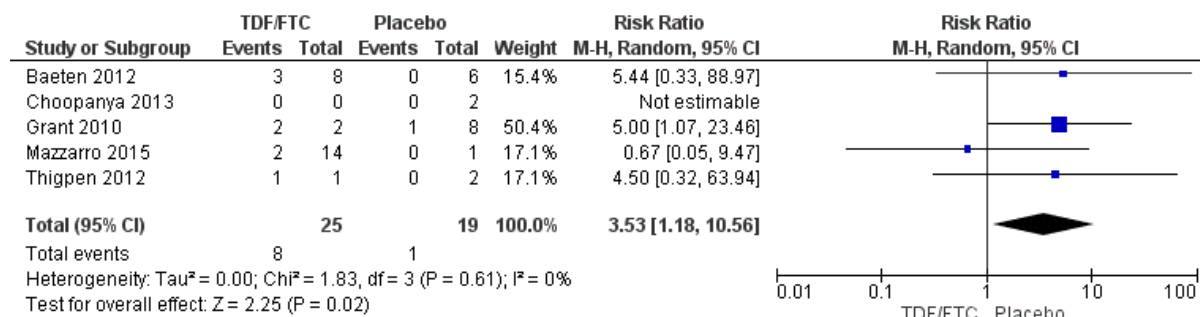 TDF/FTC Placebo Risk Ratio Risk Ratio
Study or Subgroup Events Total Events Total Weight M-H, Random, 95% CI M-H, Random, 95% CI
Baeten 2012 3 8 0 6 15.4% 5.44 [0.33, 88.97]
Choopanya 2013 0 0 0 2 Not estimable
Grant 2010 2 2 1 8 50.4% 5.00 [1.07, 23.46]
Mazzarro 2015 2 14 0 1 17.1% 0.67 [0.05, 9.47]
Thigpen 2012 1 1 0 2 17.1% 4.50 [0.32, 63.94]
Total (95% CI) 25 19 100.0% 3.53 [1.18, 10.56]
Total events 8 1
Heterogeneity: Tau² = 0.00; Chi² = 1.83, df = 3 (P = 0.61); I² = 0%
Test for overall effect: Z = 2.25 (P = 0.02)
0.01 0.1 1 10 100
TDF/FTC Placebo